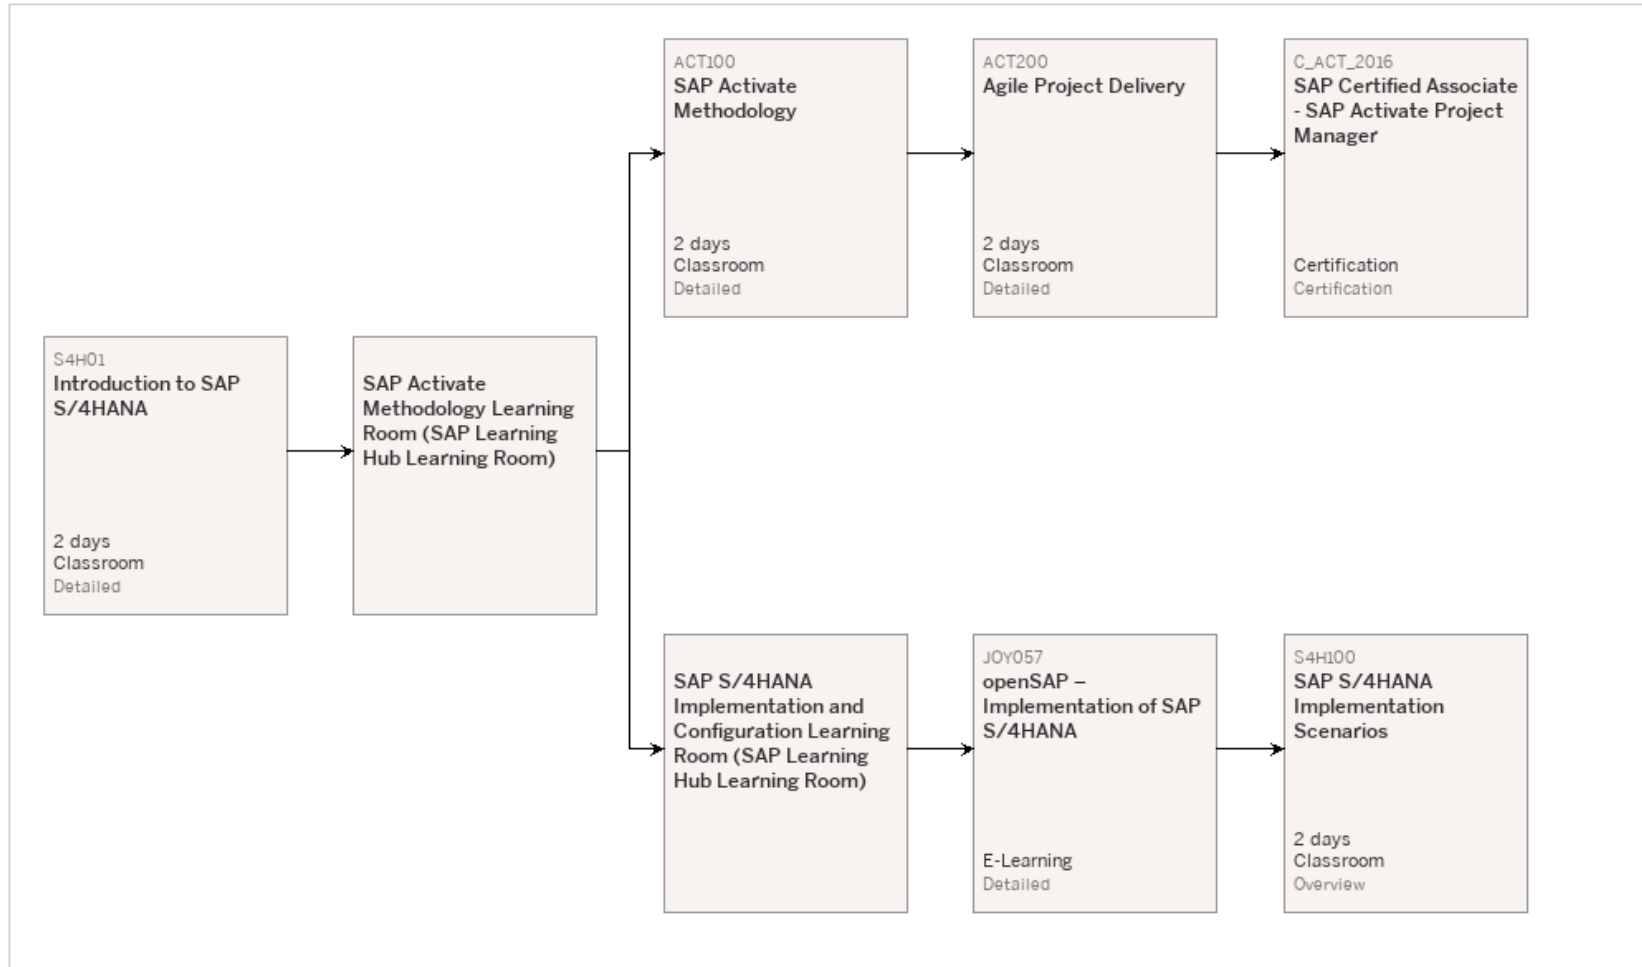 ACT100
SAP Activate
Methodology
2 days
Classroom
Detailed
ACT200
Agile Project Delivery
2 days
Classroom
Detailed
C_ACT_2016
SAP Certified Associate
- SAP Activate Project
Manager
Certification
Certification
S4H01
Introduction to SAP
S/4HANA
2 days
Classroom
Detailed
SAP Activate
Methodology Learning
Room (SAP Learning
Hub Learning Room)
SAP S/4HANA
Implementation and
Configuration Learning
Room (SAP Learning
Hub Learning Room)
JOY057
openSAP –
Implementation of SAP
S/4HANA
E-Learning
Detailed
S4H100
SAP S/4HANA
Implementation
Scenarios
2 days
Classroom
Overview